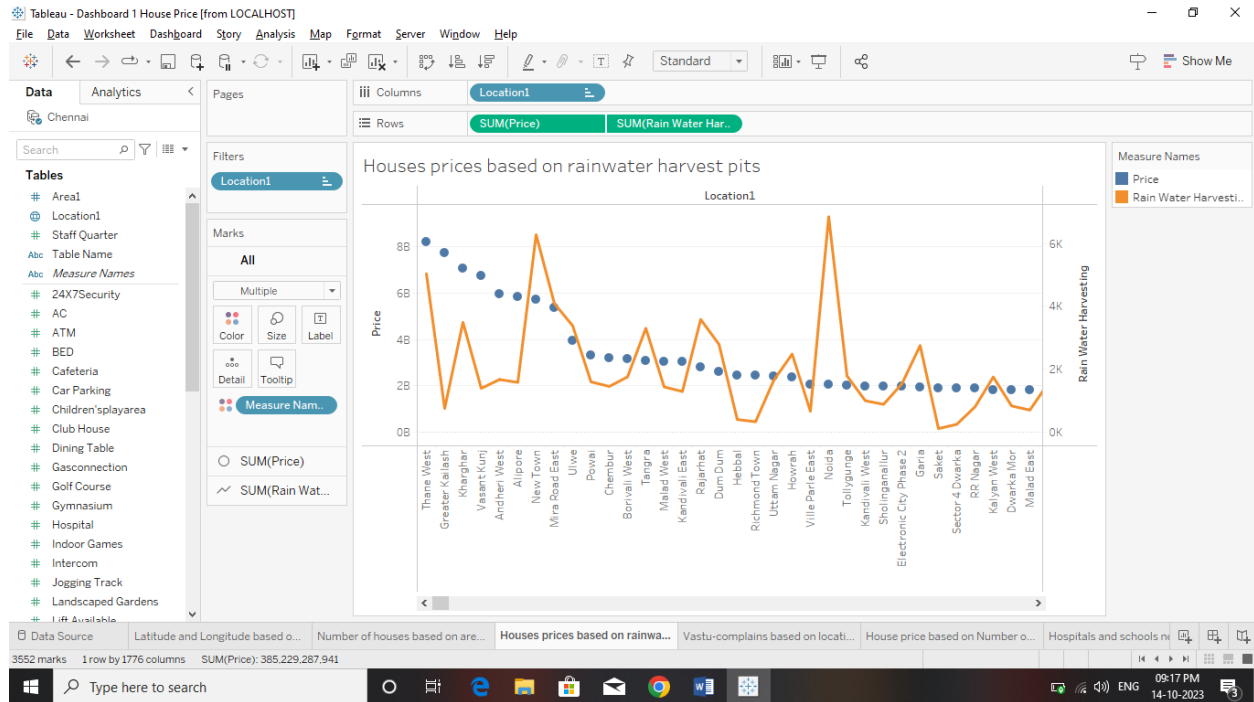 Tableau - Dashboard 1 House Price [from LOCALHOST]
File Data Worksheet Dashboard Story Analysis Map Format Server Window Help
Standard
Show Me
Data Analytics
Chennai
Search
Tables
# Area1
Location1
# Staff Quarter
Abc Table Name
Abc Measure Names
# 24X7Security
# AC
# ATM
# BED
# Cafeteria
# Car Parking
# Children'splayarea
# Club House
# Dining Table
# Gasconnection
# Golf Course
# Gymnasium
# Hospital
# Indoor Games
# Intercom
# Jogging Track
# Landscaped Gardens
# Lift Available
Pages
Filters
Location1
Marks
All
Multiple
Color Size Label
Detail Tooltip
Measure Nam..
SUM(Price)
SUM(Rain Wat...
iii Columns Location1
Rows SUM(Price) SUM(Rain Water Har..
Houses prices based on rainwater harvest pits
Location1
Price
8B
6B
4B
2B
0B
6K
4K
2K
0K
Rain Water Harvesting
Thane West
Greater Kailash
Kharghar
Vasant Kunj
Andheri West
Alipore
New Town
Mira Road East
Ulwe
Powai
Chembur
Borivali West
Tangra
Malad West
Kandivali East
Rajarhat
Dum Dum
Hebbal
Richmond Town
Uttam Nagar
Howrah
Ville Parle East
Noida
Tollygunge
Kandivali West
Sholinganallur
Electronic City Phase 2
Garia
Saket
Sector 4 Dwarka
RR Nagar
Kalyan West
Dwarka Mor
Malad East
Measure Names
Price
Rain Water Harvesti..
Data Source Latitude and Longitude based o... Number of houses based on are... Houses prices based on rainwa... Vastu-complains based on locati... House price based on Number o... Hospitals and schools n
3552 marks 1 row by 1776 columns SUM(Price): 385,229,287,941
Type here to search
ENG
09:17 PM
14-10-2023
3